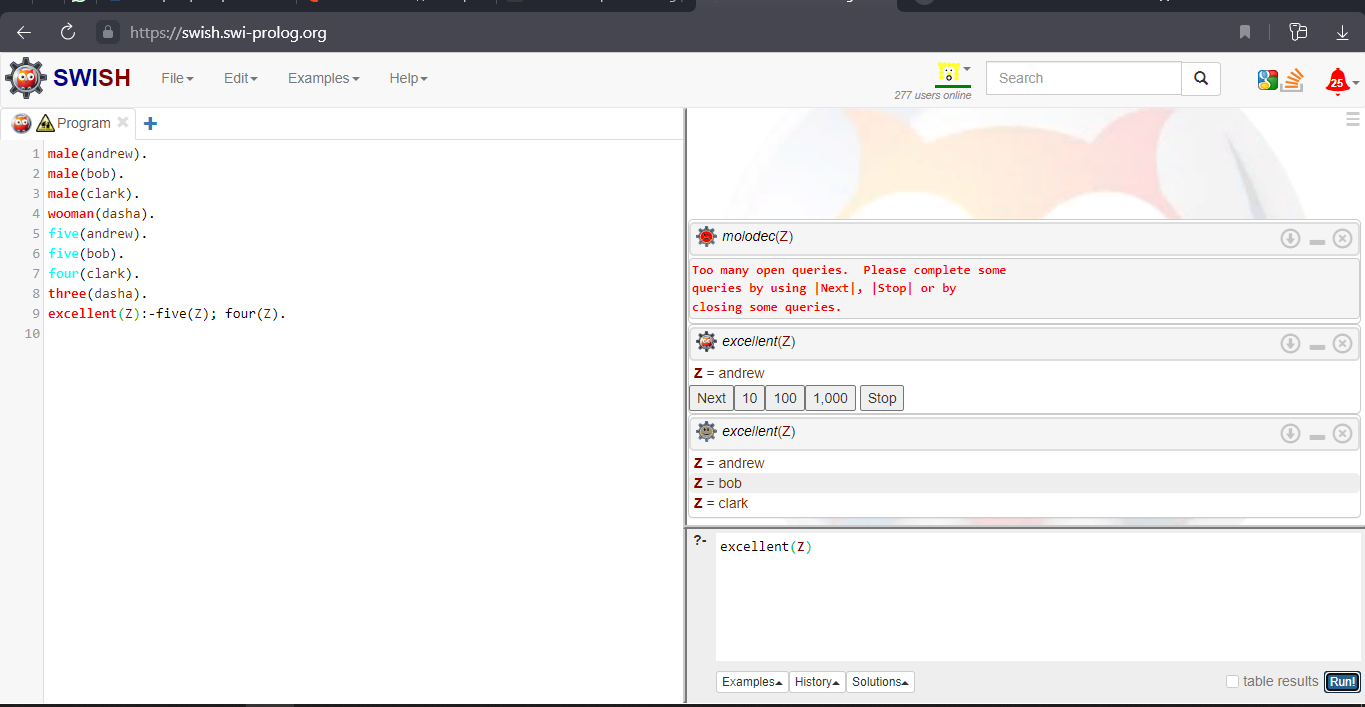 https://swish.swi-prolog.org
SWISH File Edit Examples Help 277 users online Search 25
Program
1 male(andrew).
2 male(bob).
3 male(clark).
4 wooman(dasha).
5 five(andrew).
6 five(bob).
7 four(clark).
8 three(dasha).
9 excellent(Z):-five(Z); four(Z).
10
molodec(Z)
Too many open queries.  Please complete some
queries by using |Next|, |Stop| or by
closing some queries.
excellent(Z)
Z = andrew
Next 10 100 1,000 Stop
excellent(Z)
Z = andrew
Z = bob
Z = clark
?- excellent(Z)
Examples History Solutions table results Run!